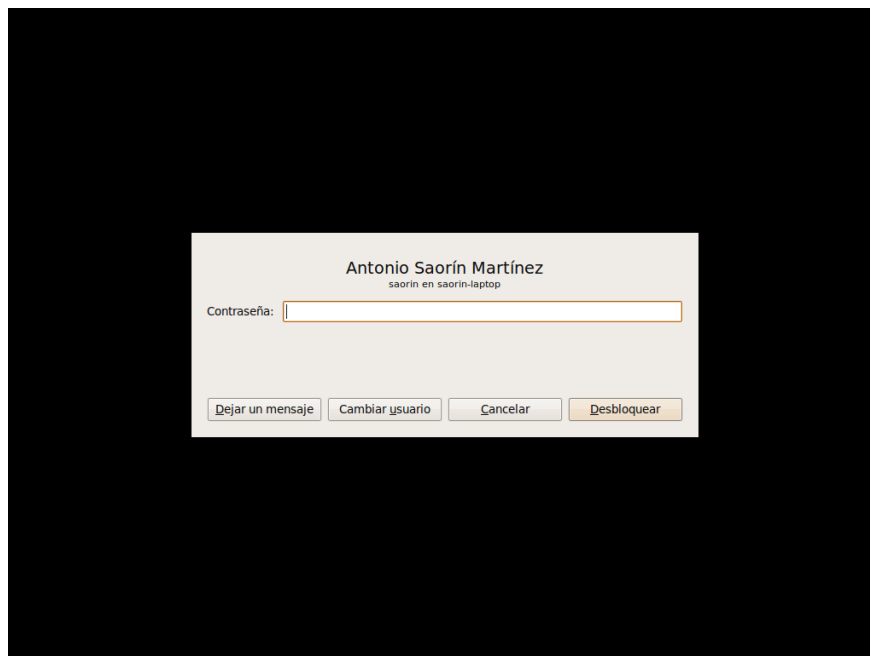 Antonio Saorín Martínez
saorin en saorin-laptop
Contraseña:
Dejar un mensaje Cambiar usuario Cancelar Desbloquear